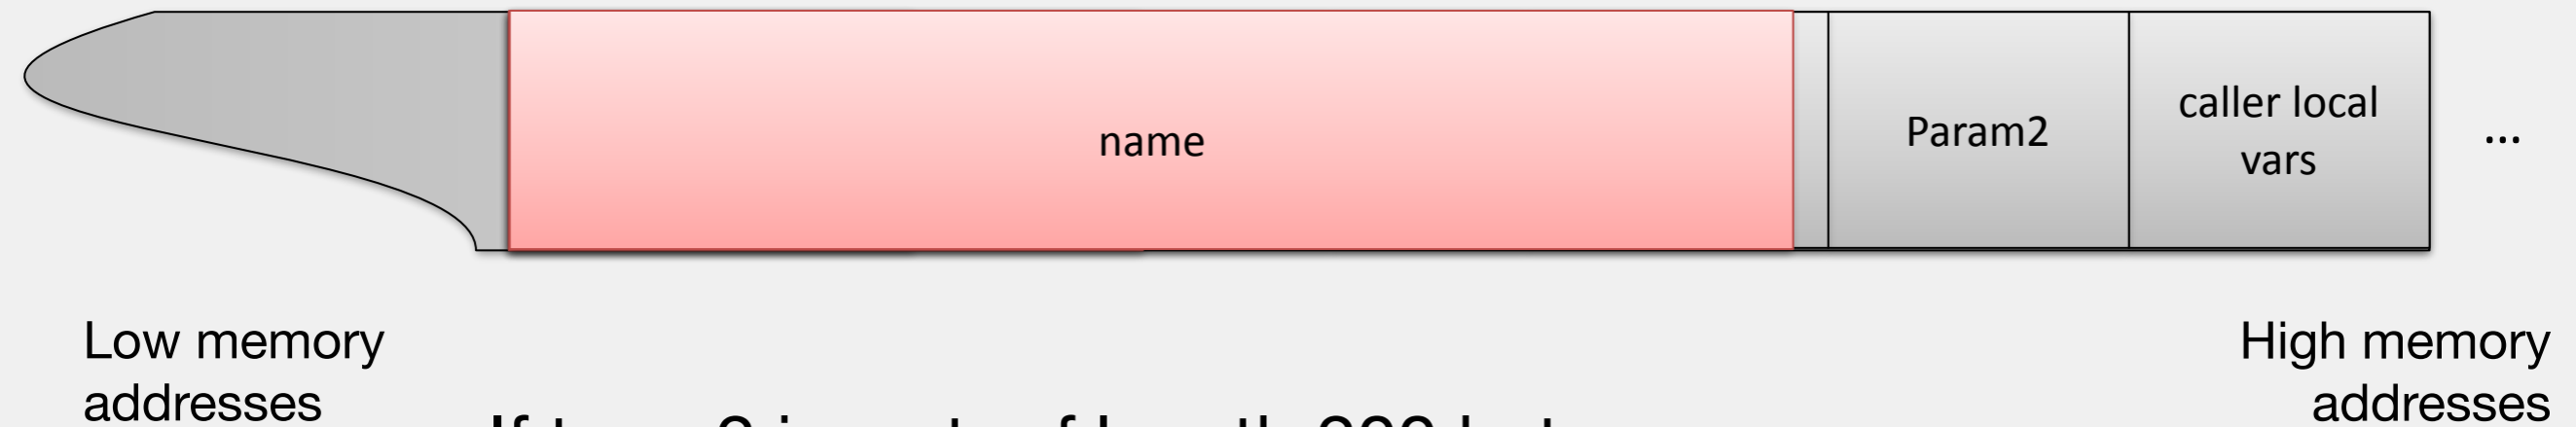 name
Param2
caller local
vars
...
Low memory
addresses
High memory
addresses